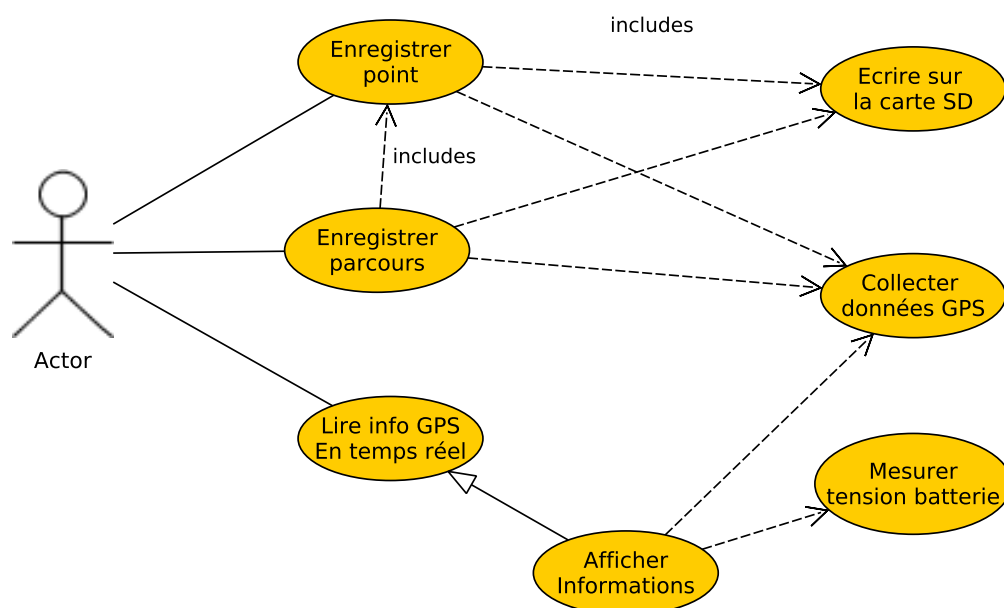 includes
Enregistrer
point
Ecrire sur
la carte SD
includes
Enregistrer
parcours
Collecter
données GPS
Actor
Lire info GPS
En temps réel
Mesurer
tension batterie
Afficher
Informations